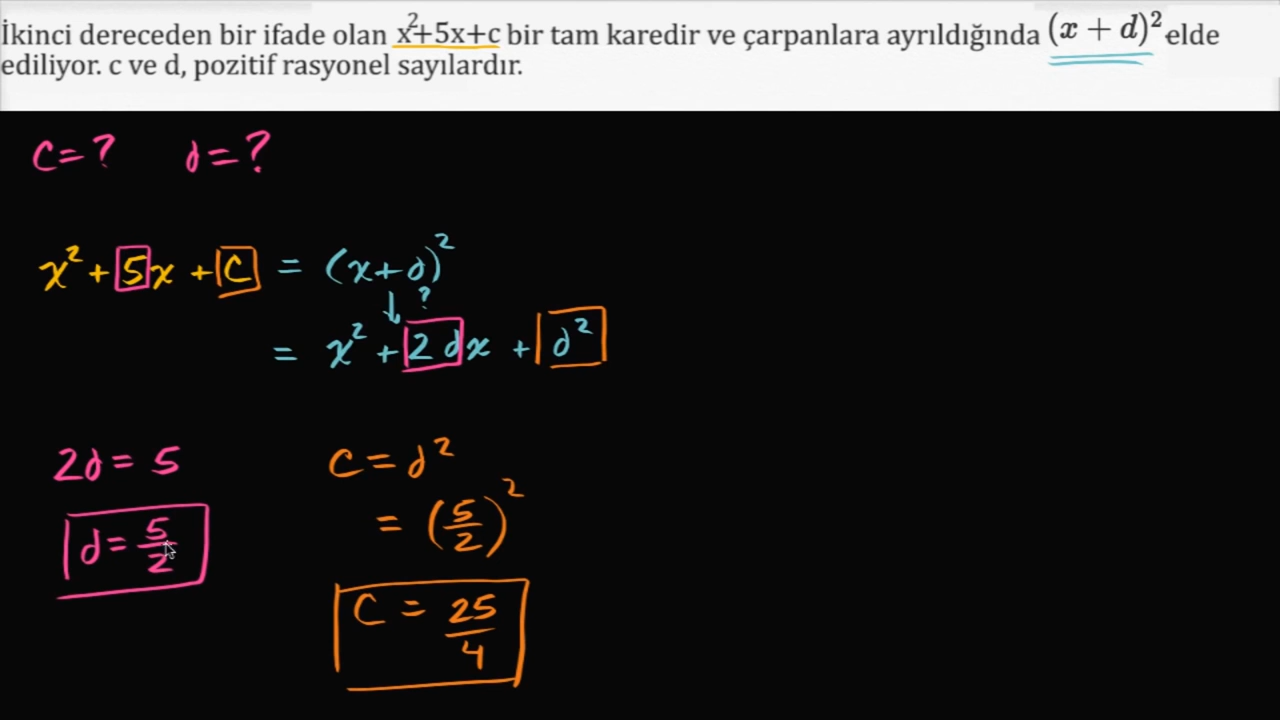 İkinci dereceden bir ifade olan x²+5x+c bir tam karedir ve çarpanlara ayrıldığında (x + d)² elde
ediliyor. c ve d, pozitif rasyonel sayılardır.
c = ? d = ?
x² + 5x + c = (x+d)²
?
= x² + 2dx + d²
2d = 5 c = d²
d = 5/2 = (5/2)²
c = 25/4